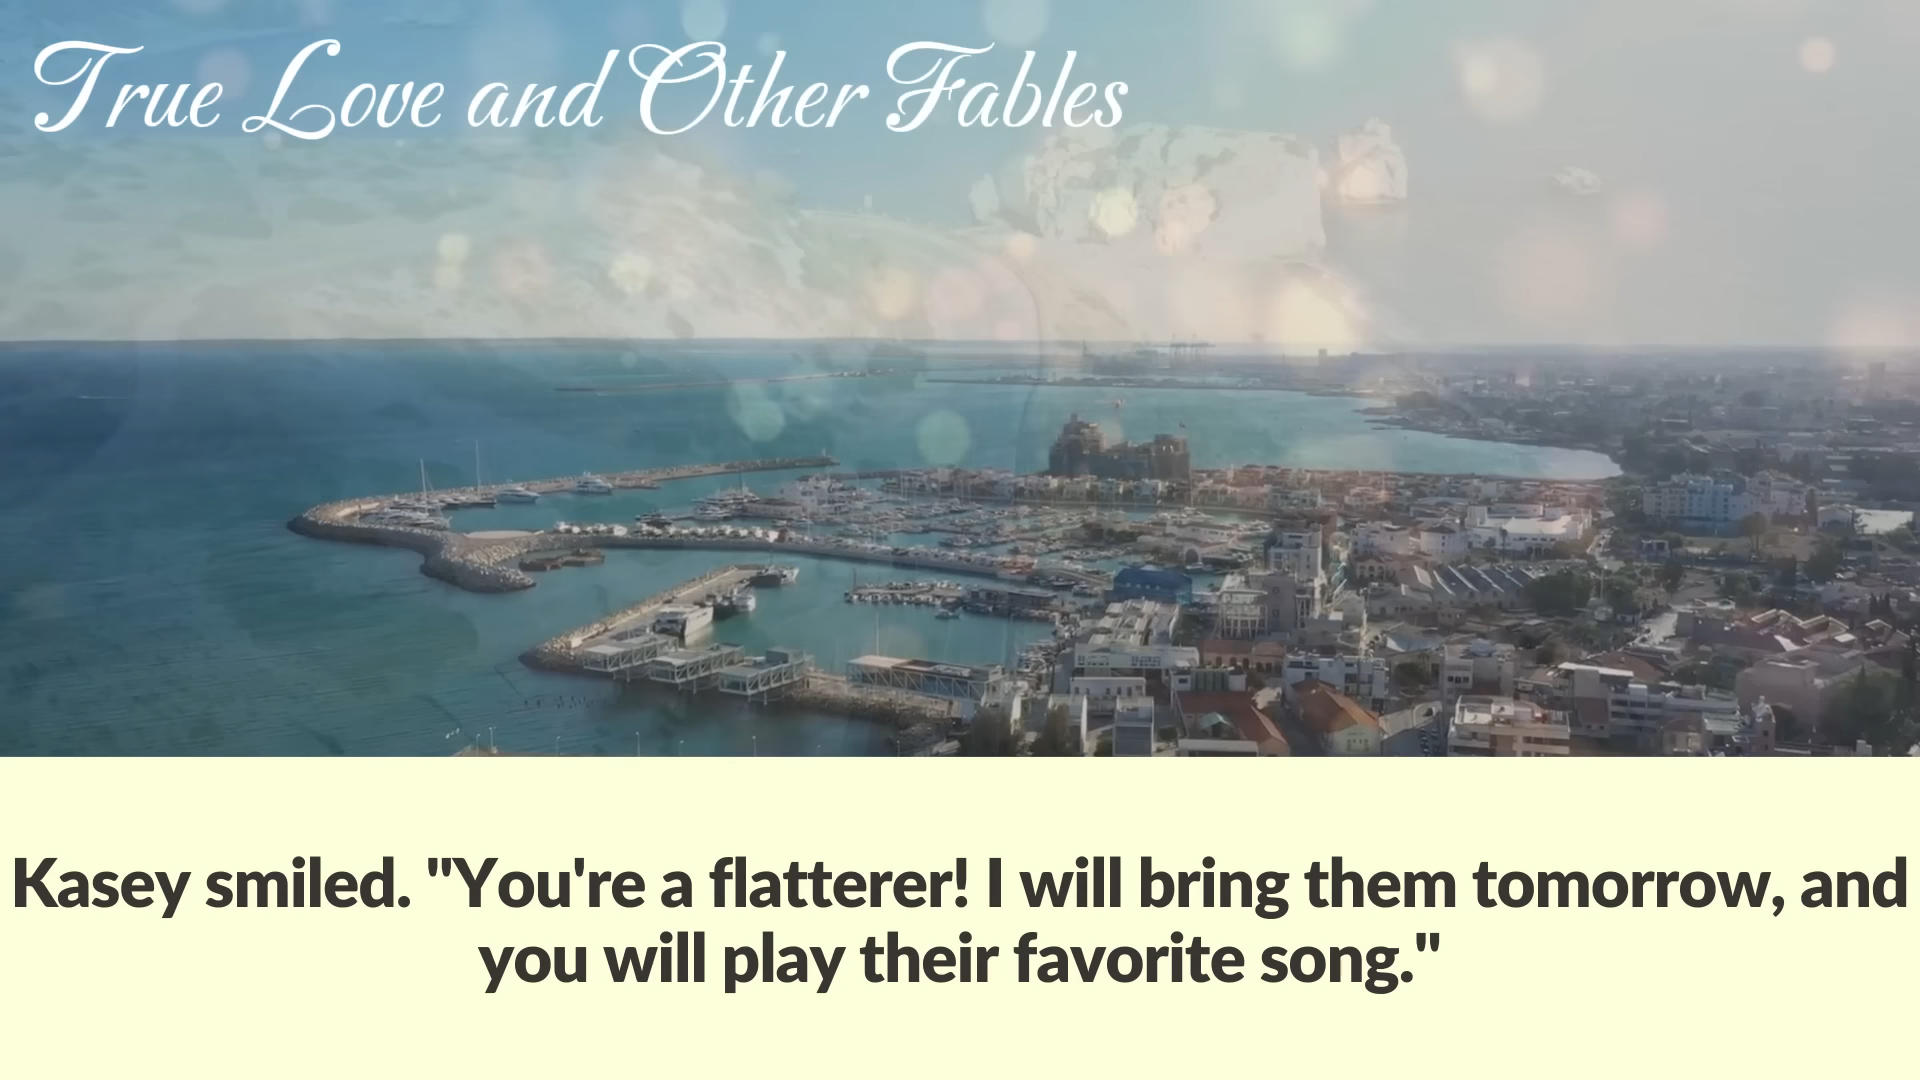 True Love and Other Fables
Kasey smiled. "You're a flatterer! I will bring them tomorrow, and
you will play their favorite song."